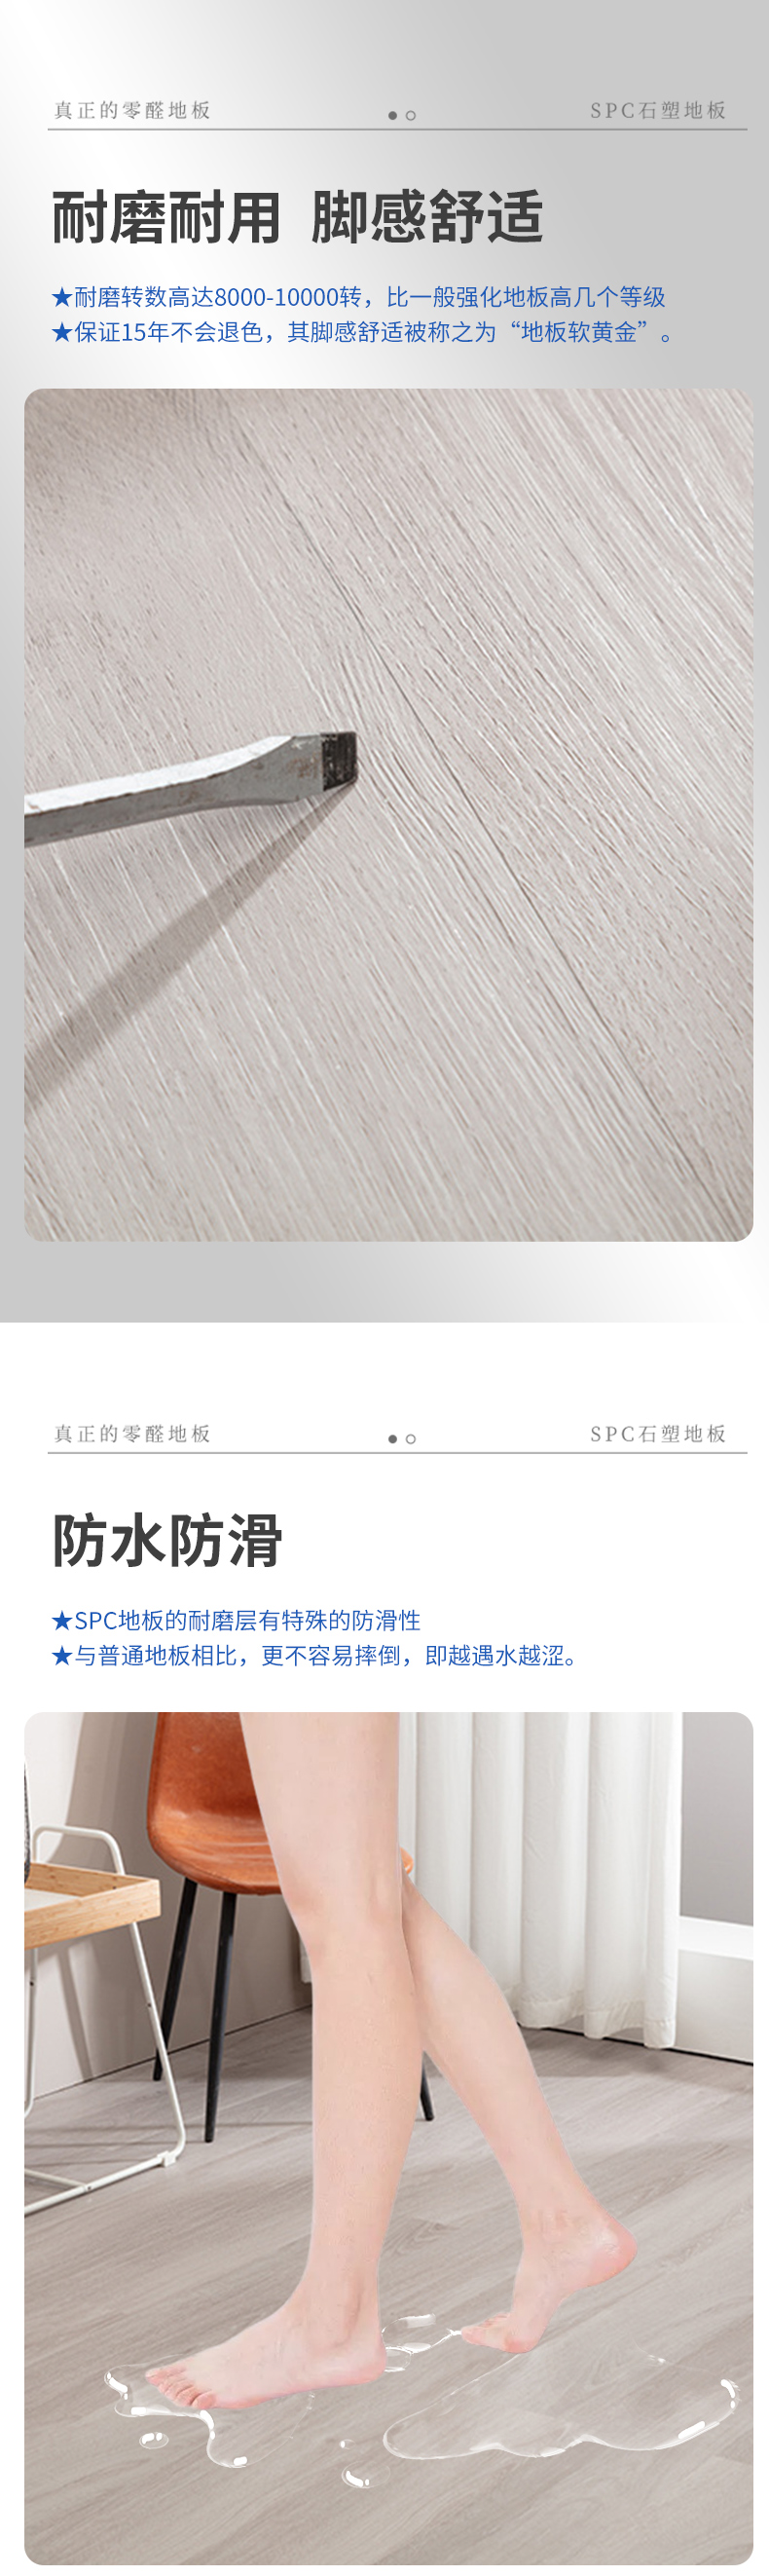 真正的零醛地板
SPC石塑地板
耐磨耐用 脚感舒适
★耐磨转数高达8000-10000转，比一般强化地板高几个等级
★保证15年不会退色，其脚感舒适被称之为“地板软黄金”。
真正的零醛地板
SPC石塑地板
防水防滑
★SPC地板的耐磨层有特殊的防滑性
★与普通地板相比，更不容易摔倒，即越遇水越涩。